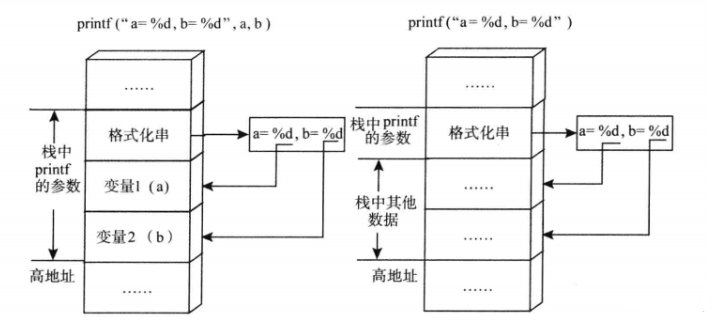 printf(“a= %d, b= %d”, a, b)
……
格式化串
a= %d, b= %d
栈中
printf
的参数
变量1（a）
变量2 （b）
高地址
……
printf(“a= %d, b= %d”)
……
栈中printf
的参数
格式化串
a= %d, b= %d
……
栈中其他
数据
……
高地址
……